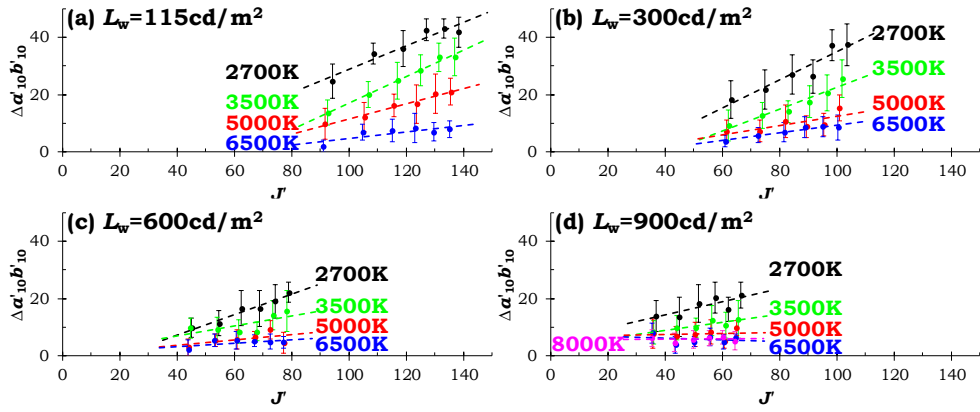 (a) Lw=115cd/m²
Δa'10b'10
40
20
0
2700K
3500K
5000K
6500K
0 20 40 60 80 100 120 140
J'
(b) Lw=300cd/m²
Δa'10b'10
40
20
0
2700K
3500K
5000K
6500K
0 20 40 60 80 100 120 140
J'
(c) Lw=600cd/m²
Δa'10b'10
40
20
0
2700K
3500K
5000K
6500K
0 20 40 60 80 100 120 140
J'
(d) Lw=900cd/m²
Δa'10b'10
40
20
0
2700K
3500K
5000K
8000K
6500K
0 20 40 60 80 100 120 140
J'